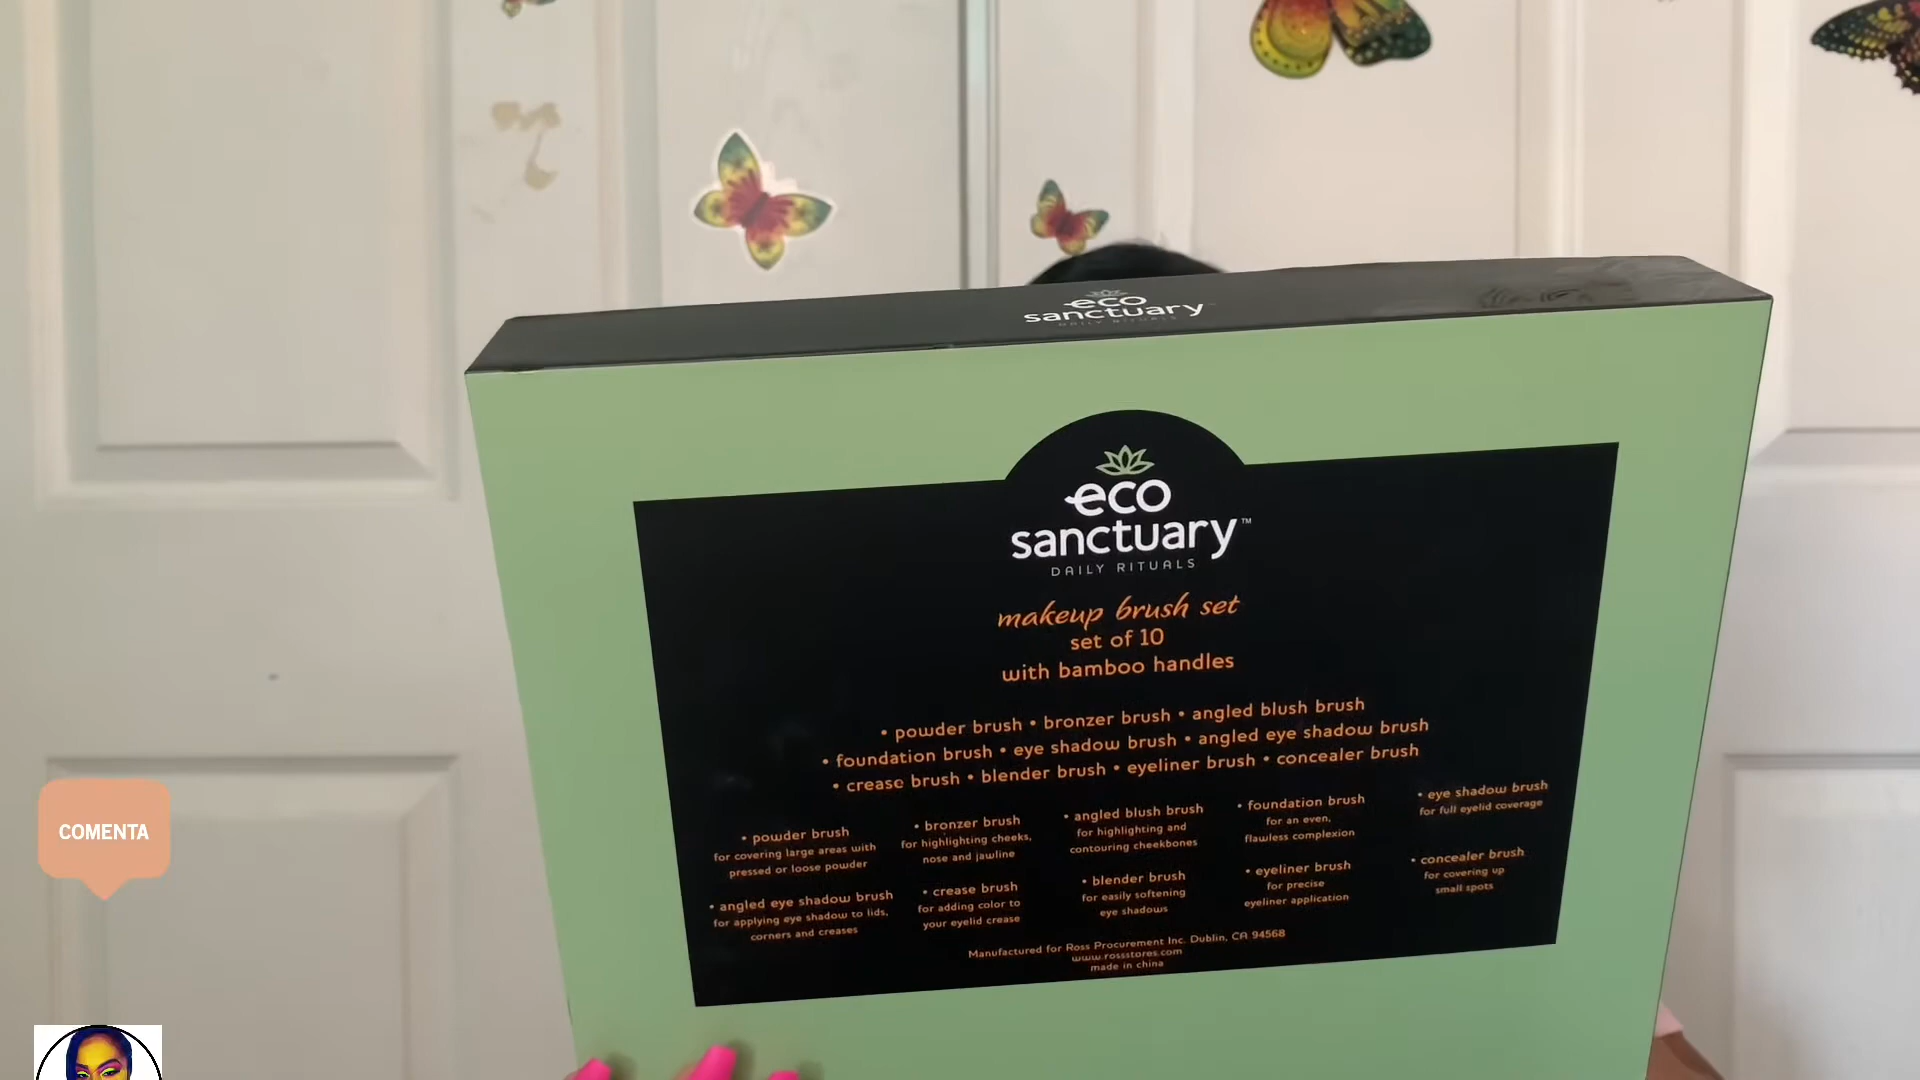 eco
sanctuary
DAILY RITUALS
eco
sanctuary™
DAILY RITUALS
makeup brush set
set of 10
with bamboo handles
• powder brush • bronzer brush • angled blush brush
• foundation brush • eye shadow brush • angled eye shadow brush
• crease brush • blender brush • eyeliner brush • concealer brush
• powder brush
for covering large areas with
pressed or loose powder
• bronzer brush
for highlighting cheeks,
nose and jawline
• angled blush brush
for highlighting and
contouring cheekbones
• foundation brush
for an even,
flawless complexion
• eye shadow brush
for full eyelid coverage
• angled eye shadow brush
for applying eye shadow to lids,
corners and creases
• crease brush
for adding color to
your eyelid crease
• blender brush
for easily softening
eye shadows
• eyeliner brush
for precise
eyeliner application
• concealer brush
for covering up
small spots
Manufactured for Ross Procurement Inc. Dublin, CA 94568
www.rossstores.com
made in china
COMENTA